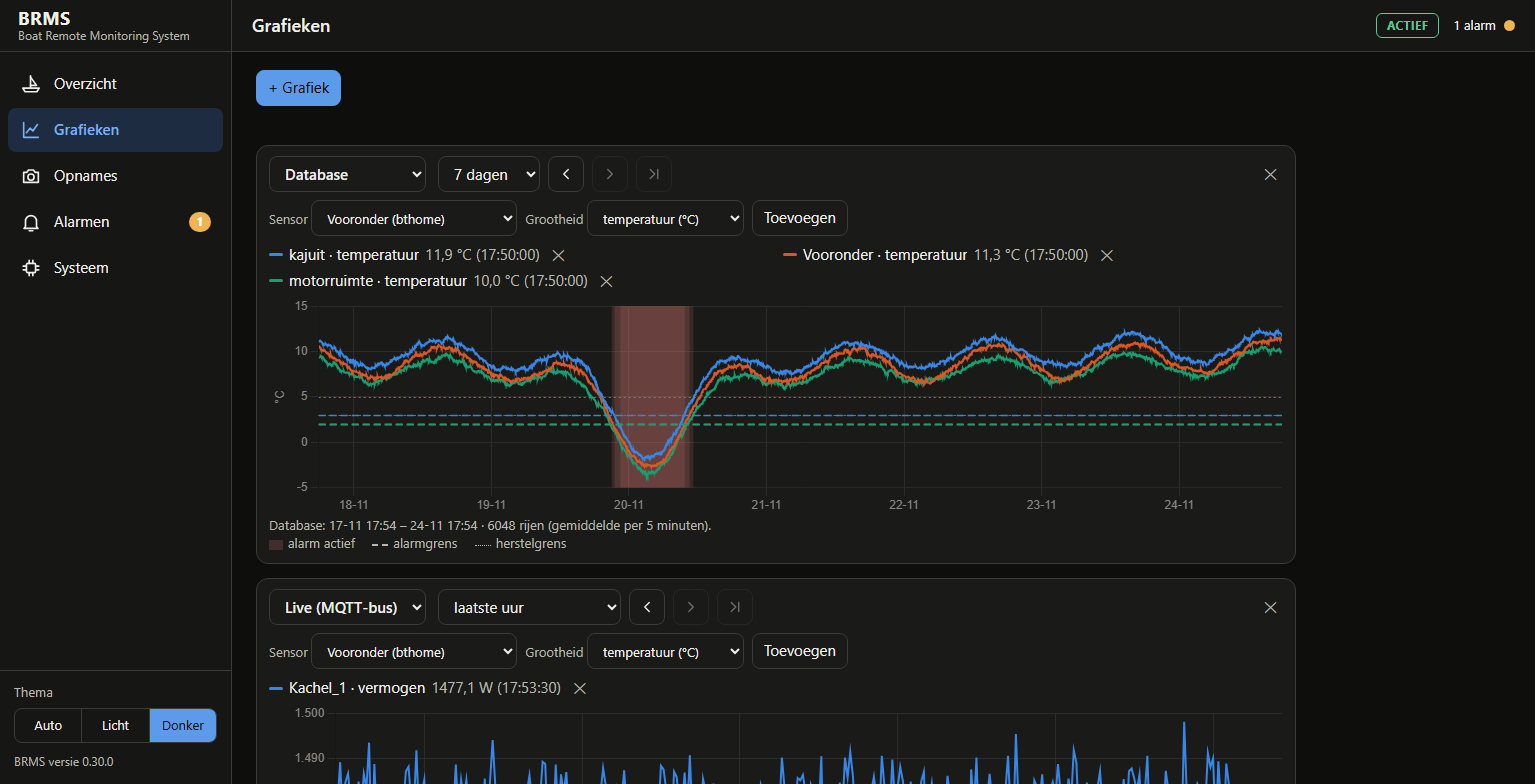 BRMS
Boat Remote Monitoring System
Grafieken
ACTIEF
1 alarm
Overzicht
Grafieken
Opnames
Alarmen
1
Systeem
+ Grafiek
Database
7 dagen
Sensor
Vooronder (bthome)
Grootheid
temperatuur (°C)
Toevoegen
kajuit · temperatuur 11,9 °C (17:50:00)
Vooronder · temperatuur 11,3 °C (17:50:00)
motorruimte · temperatuur 10,0 °C (17:50:00)
15
10
5
0
-5
°C
18-11
19-11
20-11
21-11
22-11
23-11
24-11
Database: 17-11 17:54 – 24-11 17:54 · 6048 rijen (gemiddelde per 5 minuten).
alarm actief
alarmgrens
herstelgrens
Live (MQTT-bus)
laatste uur
Sensor
Vooronder (bthome)
Grootheid
temperatuur (°C)
Toevoegen
Kachel_1 · vermogen 1477,1 W (17:53:30)
1.500
1.490
Thema
Auto
Licht
Donker
BRMS versie 0.30.0